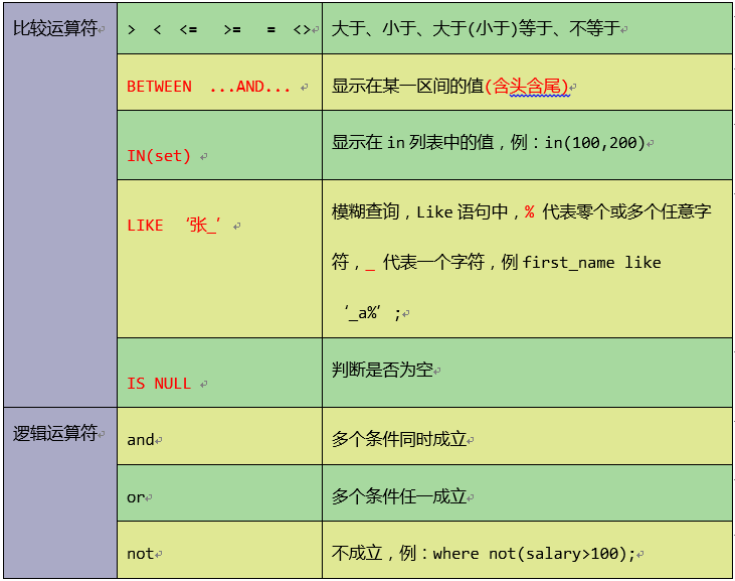 比较运算符
> < <= >= = <>
大于、小于、大于(小于)等于、不等于
BETWEEN ...AND...
显示在某一区间的值(含头含尾)
IN(set)
显示在 in 列表中的值，例：in(100,200)
LIKE ‘张_’
模糊查询，Like 语句中，% 代表零个或多个任意字
符，_ 代表一个字符，例 first_name like
‘_a%’;
IS NULL
判断是否为空
逻辑运算符
and
多个条件同时成立
or
多个条件任一成立
not
不成立，例：where not(salary>100);